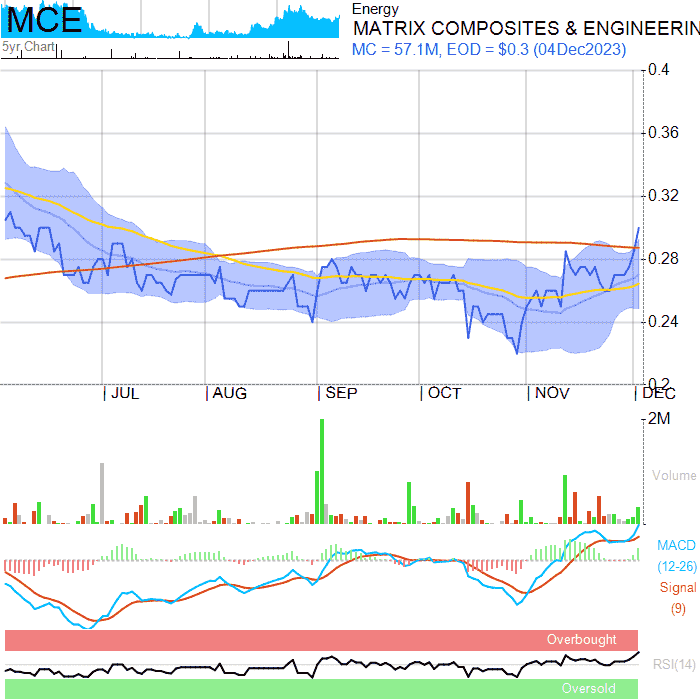 MCE
5yr Chart
Energy
MATRIX COMPOSITES & ENGINEERIN
MC = 57.1M, EOD = $0.3 (04Dec2023)
0.4
0.36
0.32
0.28
0.24
0.2
JUL AUG SEP OCT NOV DEC
2M
Volume
MACD
(12-26)
Signal
(9)
Overbought
RSI(14)
Oversold